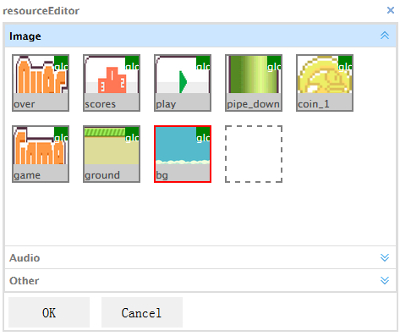 resourceEditor
Image
glc glc glc glc glc
over scores play pipe_down coin_1
glc glc glc
game ground bg
Audio
Other
OK Cancel